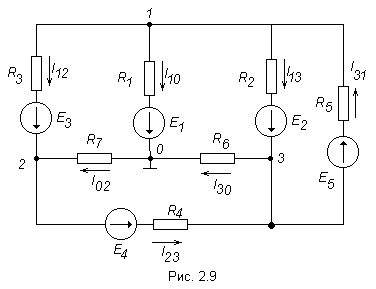 1
R3 I12 R1 I10 R2 I13 I31
R5
E3 E1 E2
2 R7 0 R6 3
E5
I02 I30
R4
E4 I23
Рис. 2.9